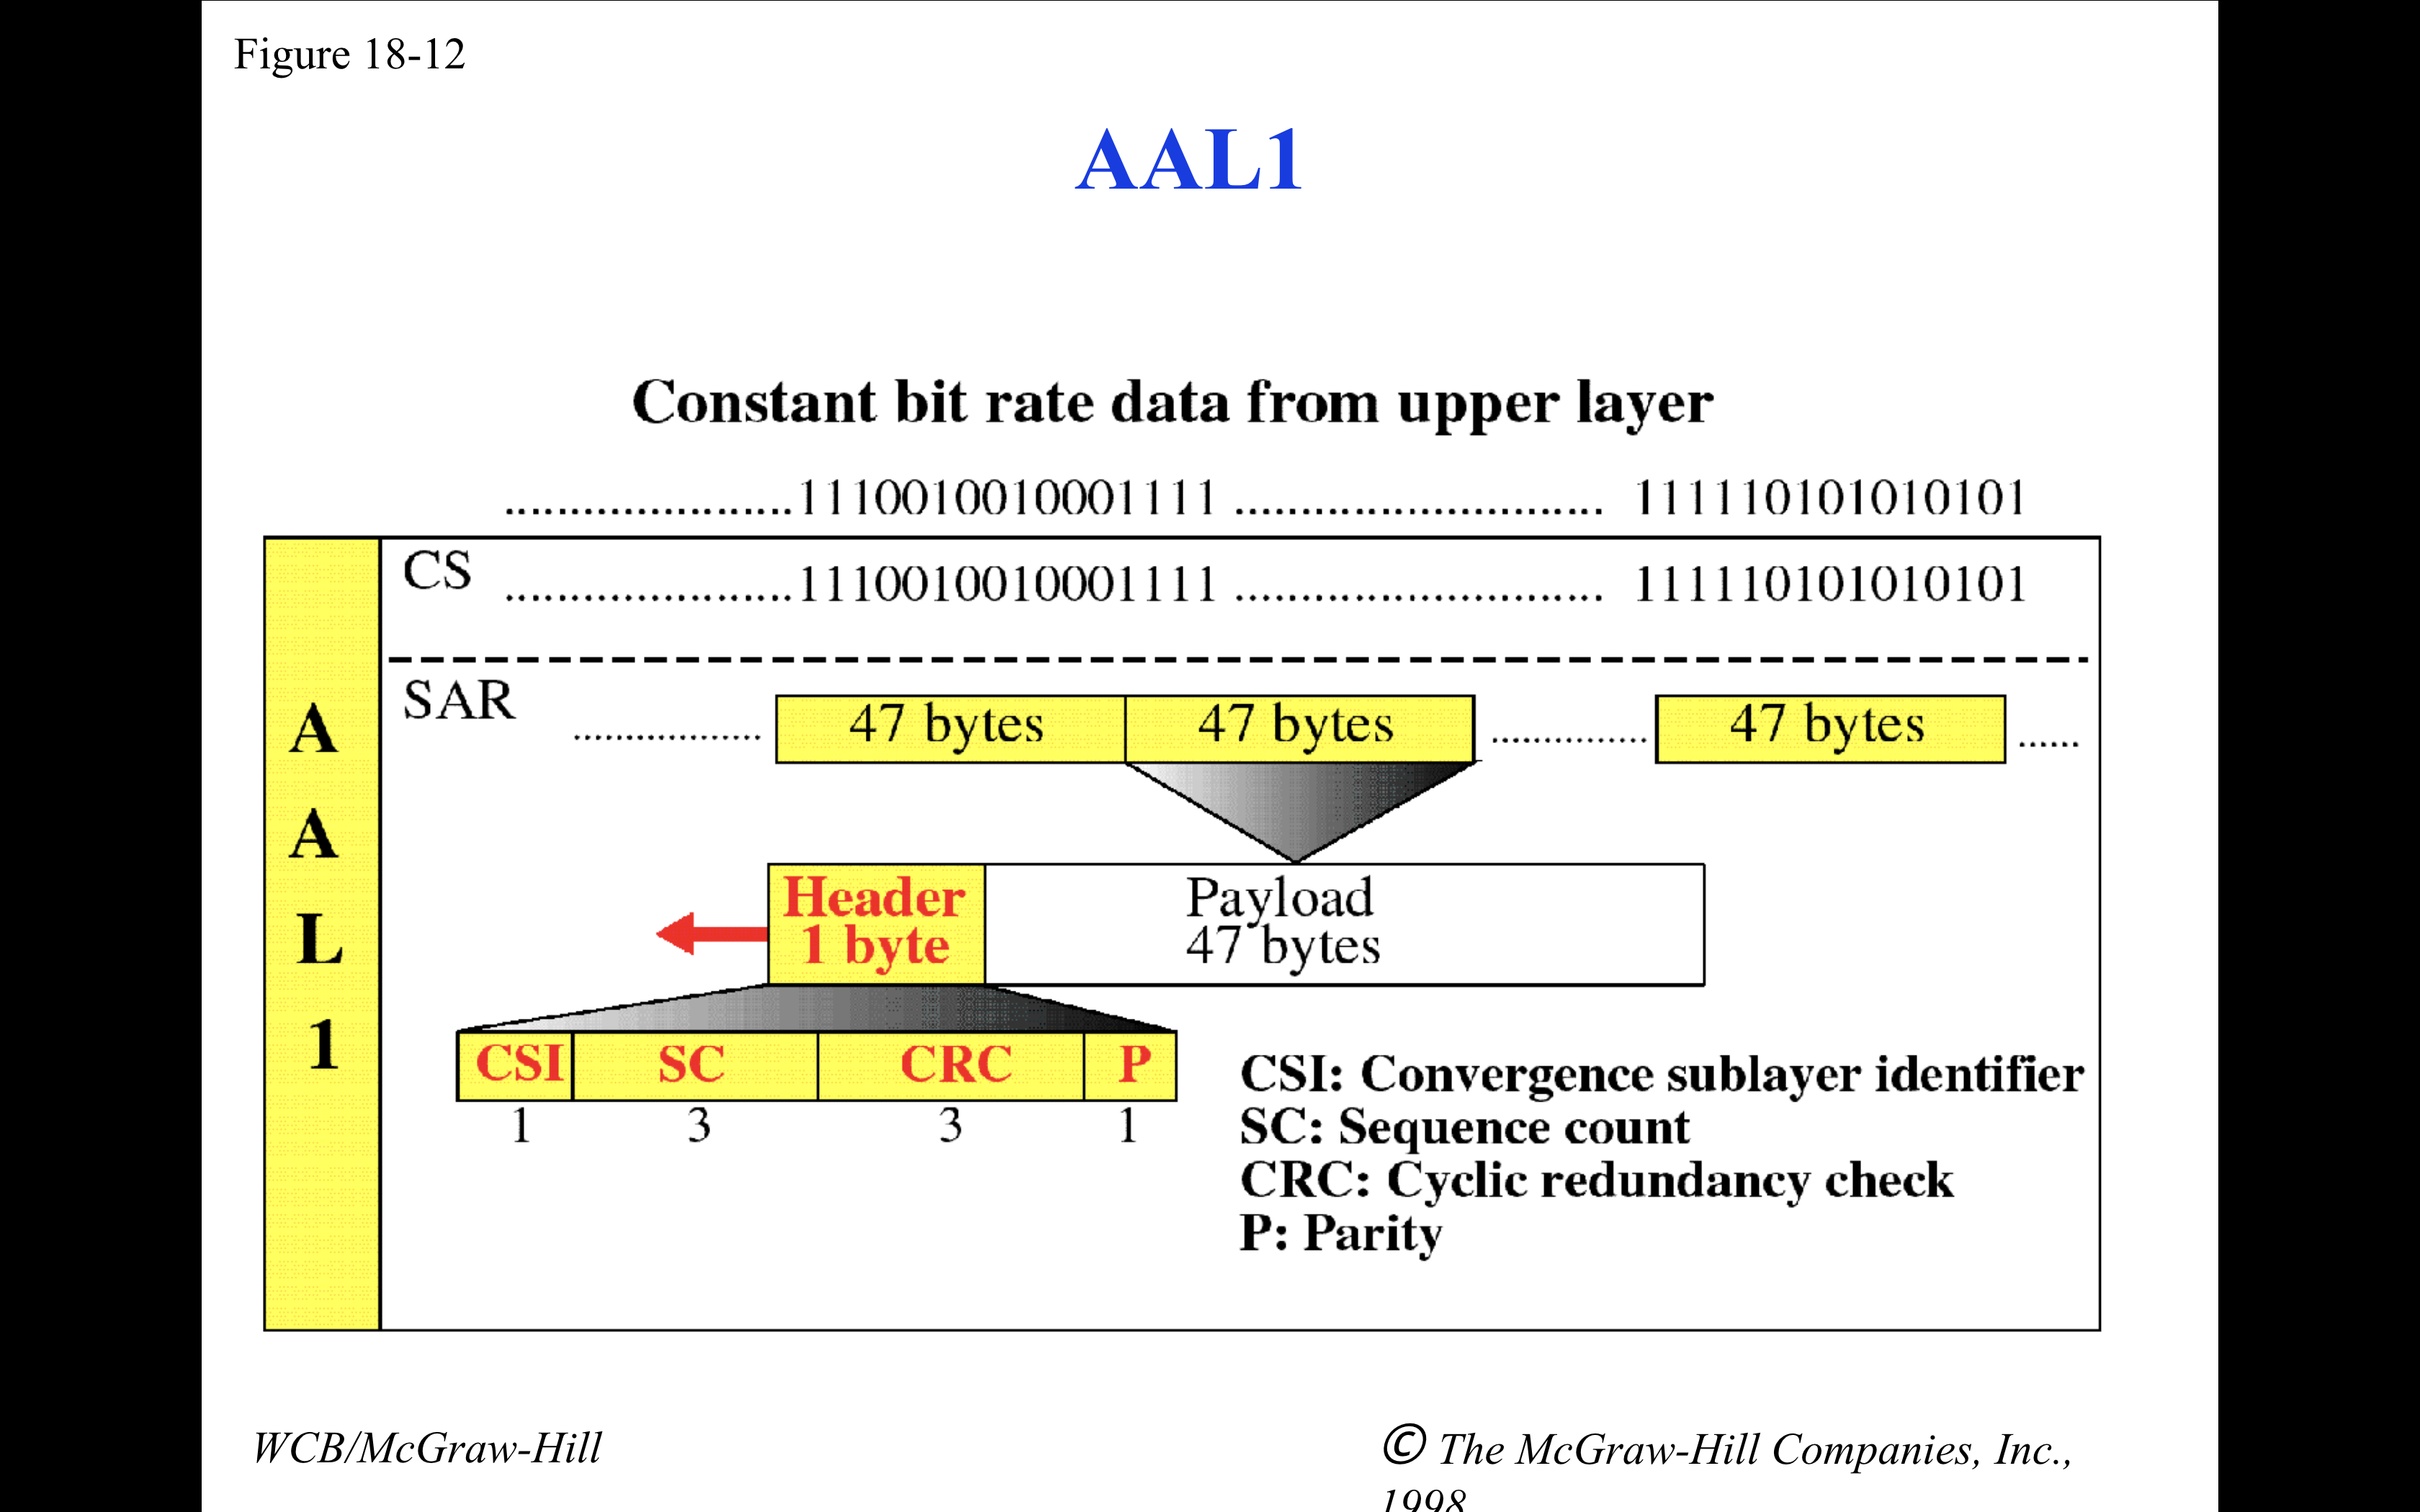 Figure 18-12
AAL1
Constant bit rate data from upper layer
......................1110010010001111 ............................ 111110101010101
CS ......................1110010010001111 ............................ 111110101010101
SAR ................. 47 bytes 47 bytes ............... 47 bytes ......
A
A
L
1
Header
1 byte
Payload
47 bytes
CSI SC CRC P
1 3 3 1
CSI: Convergence sublayer identifier
SC: Sequence count
CRC: Cyclic redundancy check
P: Parity
WCB/McGraw-Hill
© The McGraw-Hill Companies, Inc.,
1998